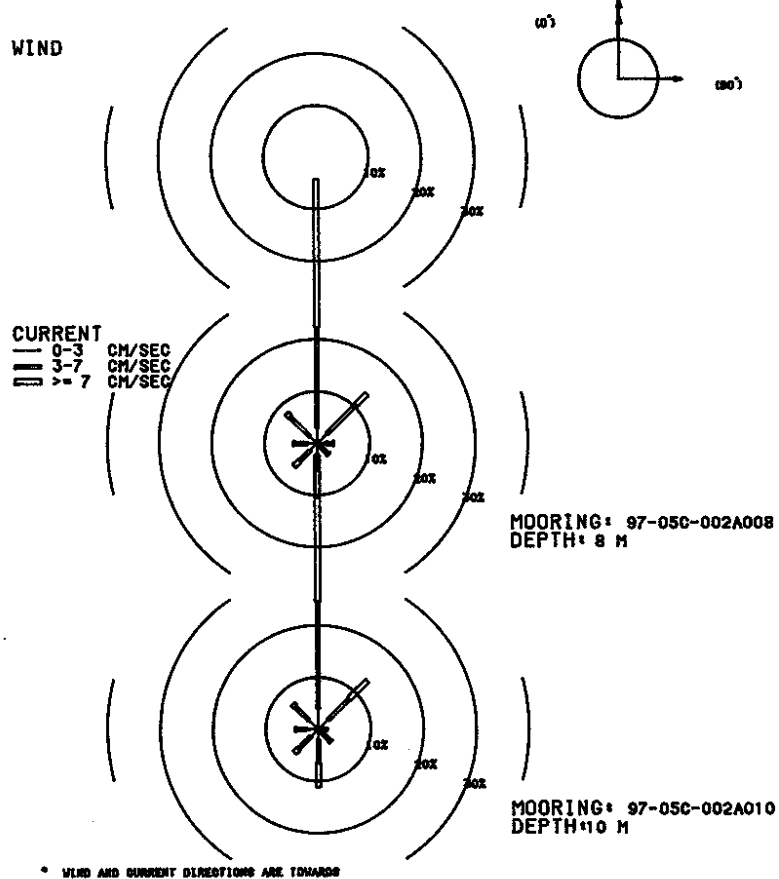 WIND
(0°)
(90°)
10%
20%
30%
CURRENT
0-3 CM/SEC
3-7 CM/SEC
>= 7 CM/SEC
10%
20%
30%
MOORING: 97-05C-002A008
DEPTH: 8 M
10%
20%
30%
MOORING: 97-05C-002A010
DEPTH:10 M
* WIND AND CURRENT DIRECTIONS ARE TOWARDS